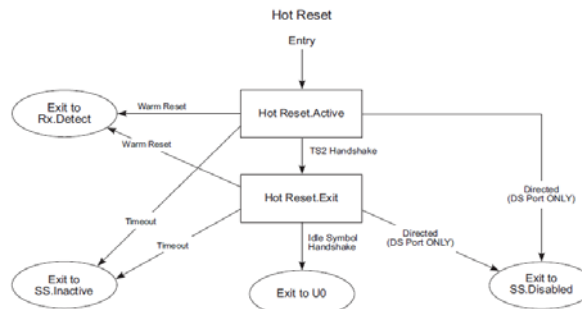 Hot Reset
Entry
Exit to
Rx.Detect
Warm Reset
Hot Reset.Active
Warm Reset
TS2 Handshake
Hot Reset.Exit
Directed
(DS Port ONLY)
Timeout
Timeout
Idle Symbol
Handshake
Directed
(DS Port ONLY)
Exit to
SS.Inactive
Exit to U0
Exit to
SS.Disabled